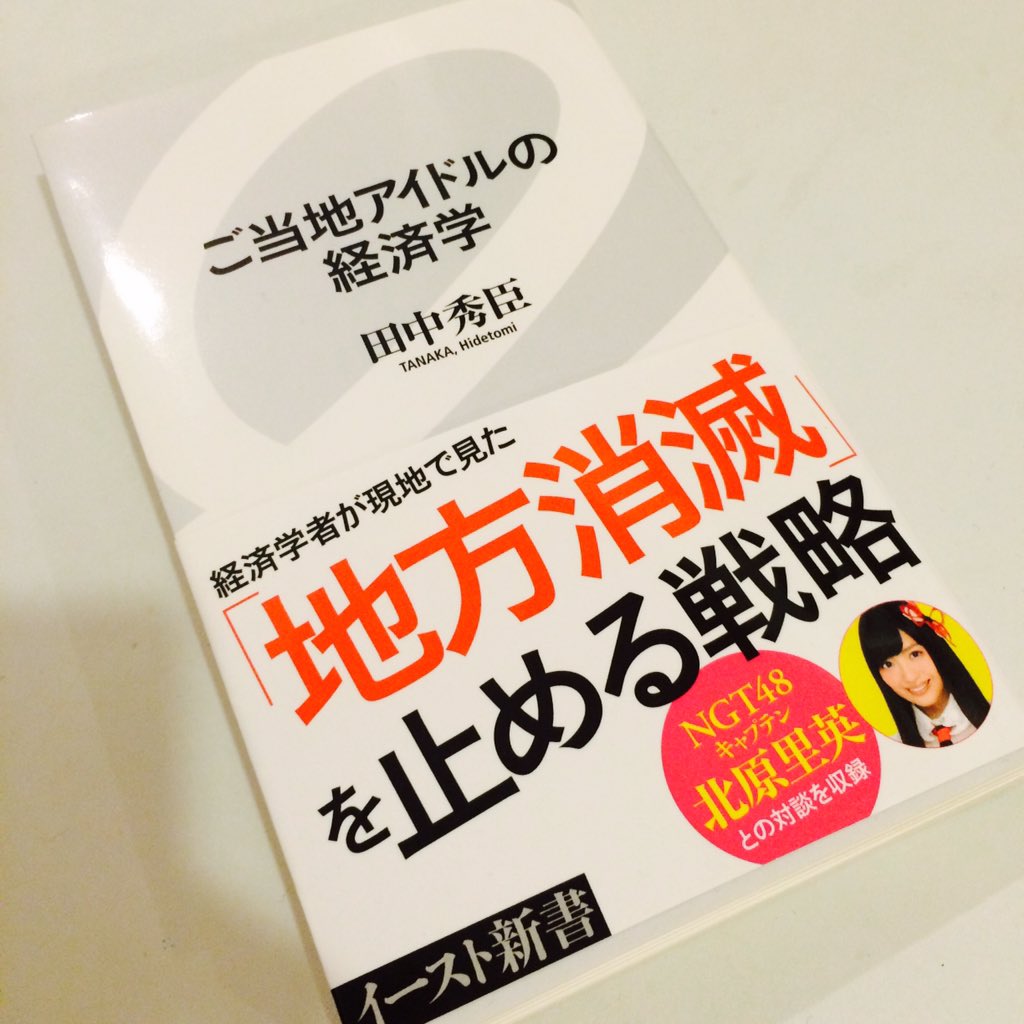 ご当地アイドルの
経済学
田中秀臣
TANAKA, Hidetomi
経済学者が現地で見た
「地方消滅」
を止める戦略
NGT48
キャプテン
北原里英
との対談を収録
イースト新書